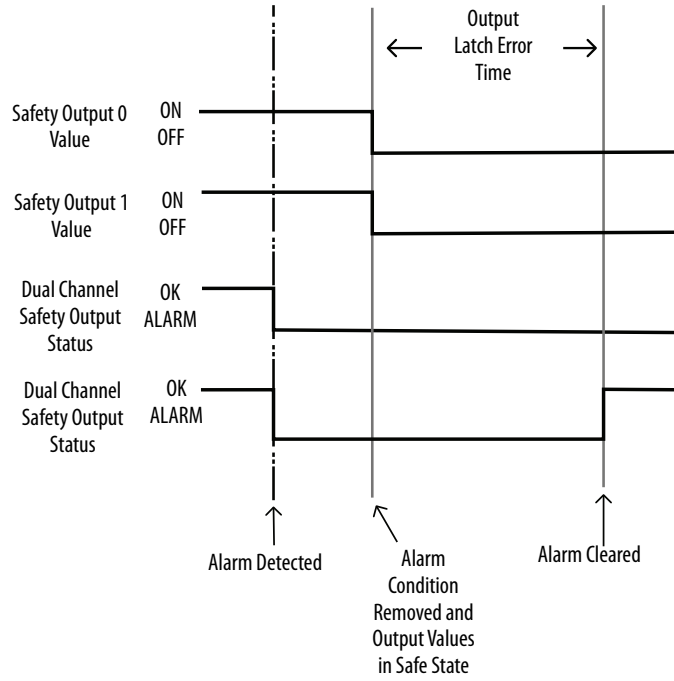 Output
Latch Error
Time
Safety Output 0
Value
ON
OFF
Safety Output 1
Value
ON
OFF
Dual Channel
Safety Output
Status
OK
ALARM
Dual Channel
Safety Output
Status
OK
ALARM
Alarm Detected
Alarm
Condition
Removed and
Output Values
in Safe State
Alarm Cleared